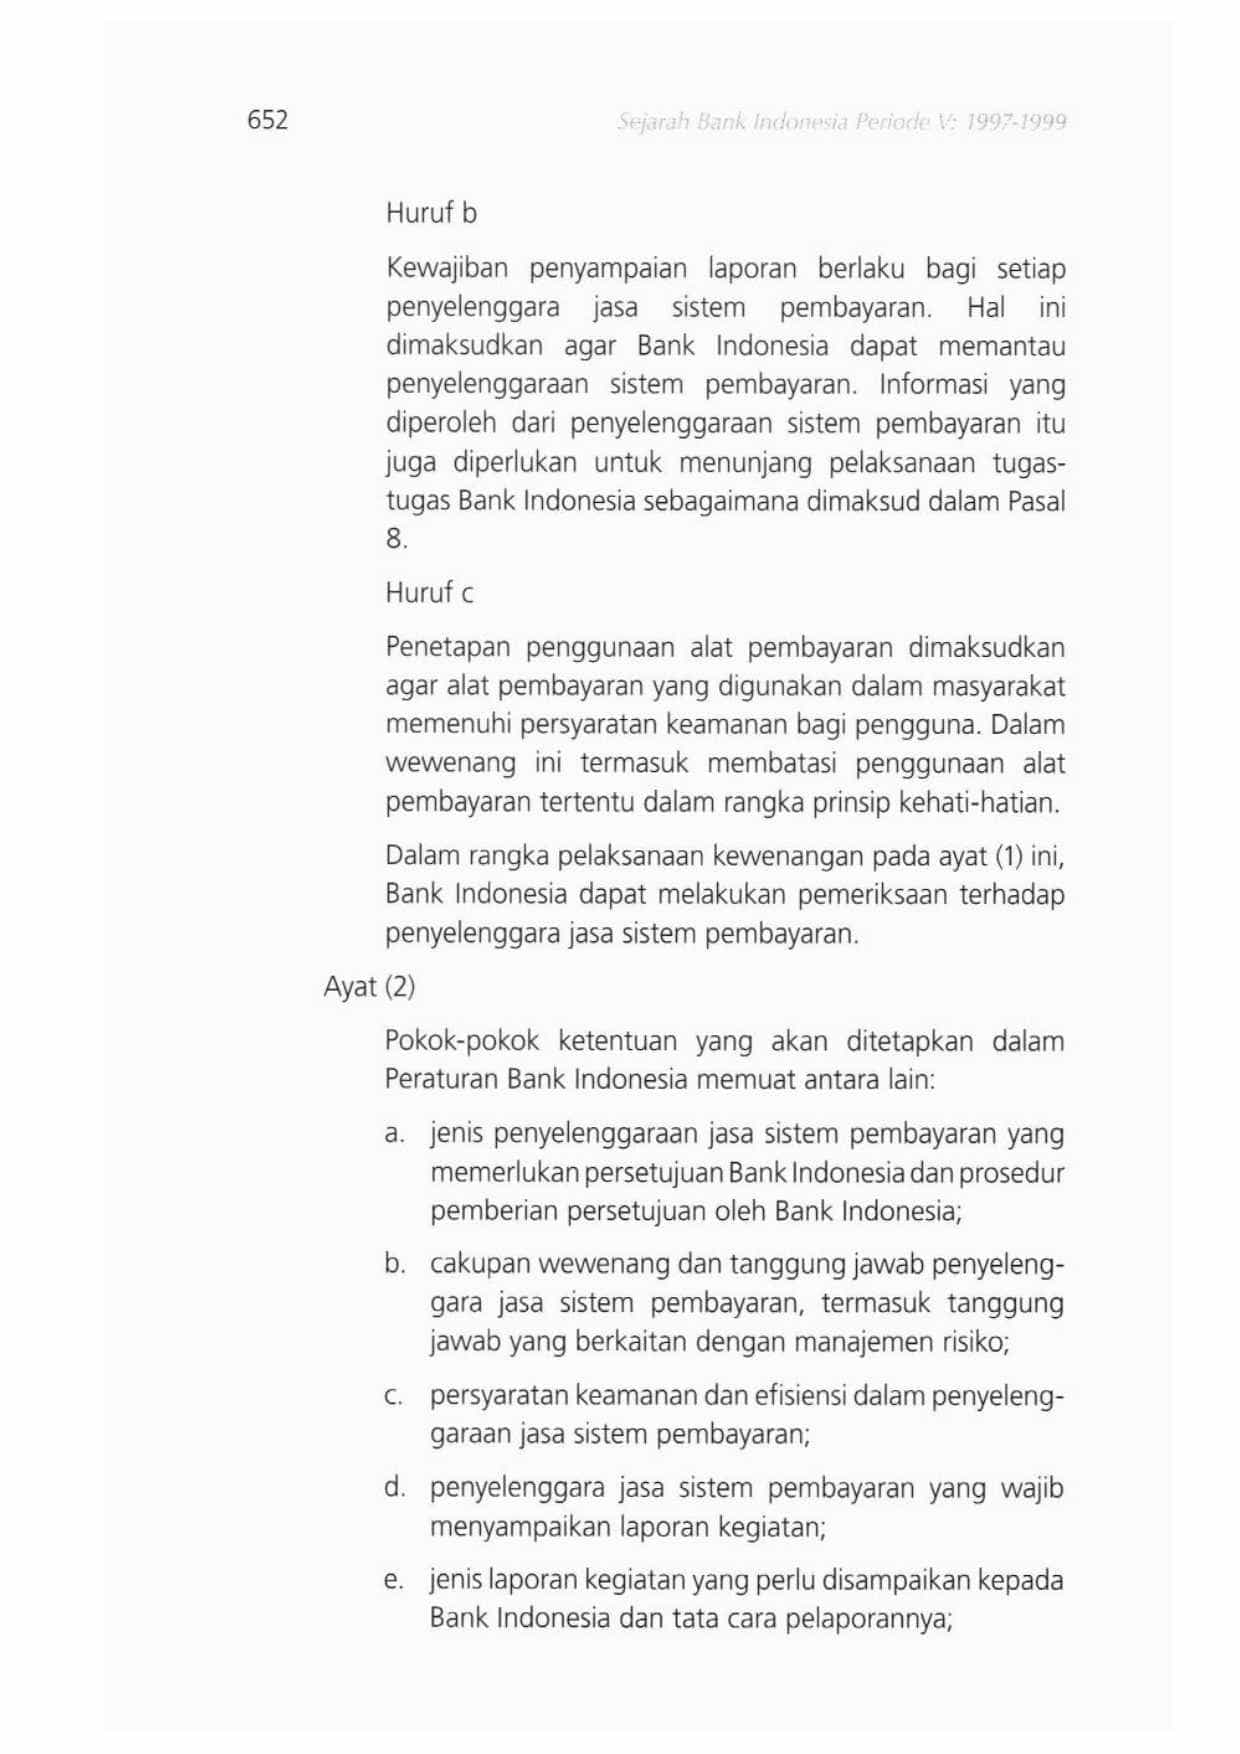 652
Sejarah Bank Indonesia Periode V: 1997-1999
Huruf b
Kewajiban penyampaian laporan berlaku bagi setiap
penyelenggara jasa sistem pembayaran. Hal ini
dimaksudkan agar Bank Indonesia dapat memantau
penyelenggaraan sistem pembayaran. Informasi yang
diperoleh dari penyelenggaraan sistem pembayaran itu
juga diperlukan untuk menunjang pelaksanaan tugas-
tugas Bank Indonesia sebagaimana dimaksud dalam Pasal
8.
Huruf c
Penetapan penggunaan alat pembayaran dimaksudkan
agar alat pembayaran yang digunakan dalam masyarakat
memenuhi persyaratan keamanan bagi pengguna. Dalam
wewenang ini termasuk membatasi penggunaan alat
pembayaran tertentu dalam rangka prinsip kehati-hatian.
Dalam rangka pelaksanaan kewenangan pada ayat (1) ini,
Bank Indonesia dapat melakukan pemeriksaan terhadap
penyelenggara jasa sistem pembayaran.
Ayat (2)
Pokok-pokok ketentuan yang akan ditetapkan dalam
Peraturan Bank Indonesia memuat antara lain:
a. jenis penyelenggaraan jasa sistem pembayaran yang
memerlukan persetujuan Bank Indonesia dan prosedur
pemberian persetujuan oleh Bank Indonesia;
b. cakupan wewenang dan tanggung jawab penyeleng-
gara jasa sistem pembayaran, termasuk tanggung
jawab yang berkaitan dengan manajemen risiko;
c. persyaratan keamanan dan efisiensi dalam penyeleng-
garaan jasa sistem pembayaran;
d. penyelenggara jasa sistem pembayaran yang wajib
menyampaikan laporan kegiatan;
e. jenis laporan kegiatan yang perlu disampaikan kepada
Bank Indonesia dan tata cara pelaporannya;